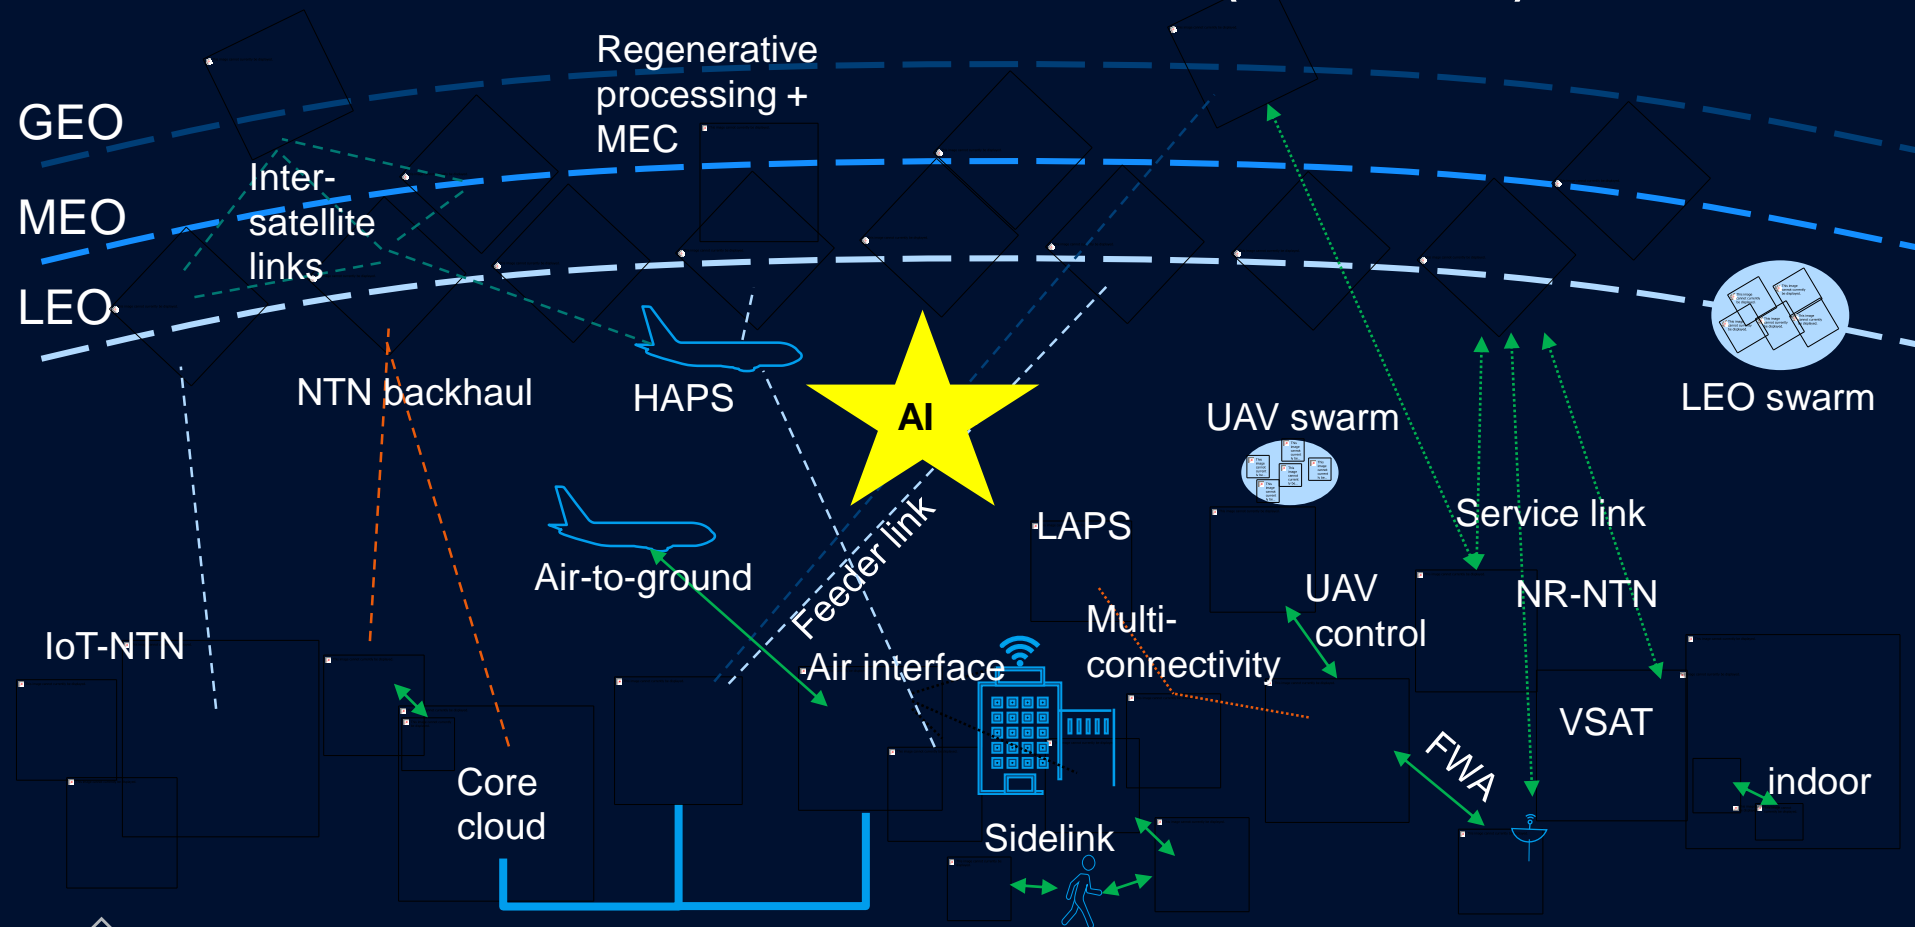 Regenerative
processing +
MEC
GEO
Inter-
satellite
links
MEO
LEO
NTN backhaul
HAPS
AI
UAV swarm
LEO swarm
Air-to-ground
Feeder link
LAPS
Service link
UAV
control
NR-NTN
Multi-
connectivity
IoT-NTN
Air interface
VSAT
FWA
indoor
Core
cloud
Sidelink